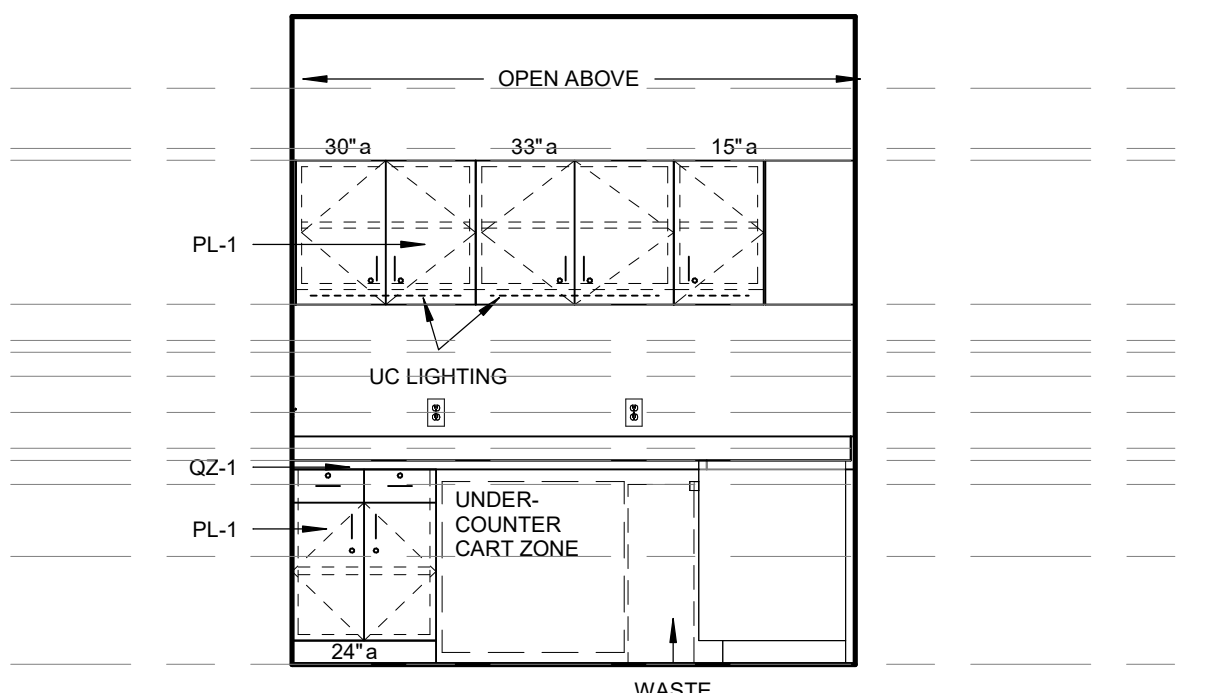 OPEN ABOVE
30" a
33" a
15" a
PL-1
UC LIGHTING
QZ-1
UNDER-
COUNTER
CART ZONE
PL-1
24" a
WASTE